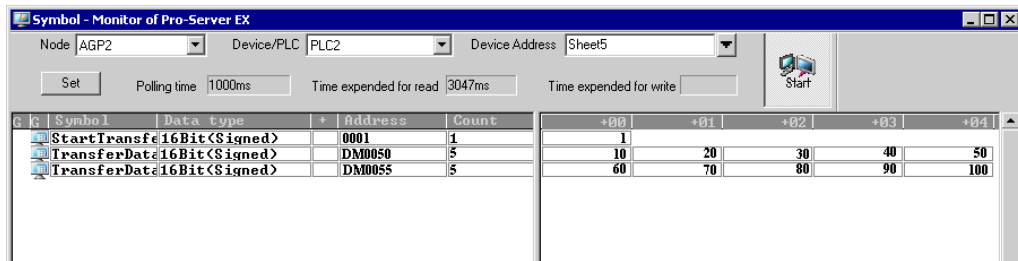 Symbol - Monitor of Pro-Server EX
Node AGP2 Device/PLC PLC2 Device Address Sheet5
Set Polling time 1000ms Time expended for read 3047ms Time expended for write Start
G G Symbol Data type + Address Count +00 +01 +02 +03 +04
StartTransfe 16Bit(Signed) 0001 1 1
TransferData 16Bit(Signed) DM0050 5 10 20 30 40 50
TransferData 16Bit(Signed) DM0055 5 60 70 80 90 100